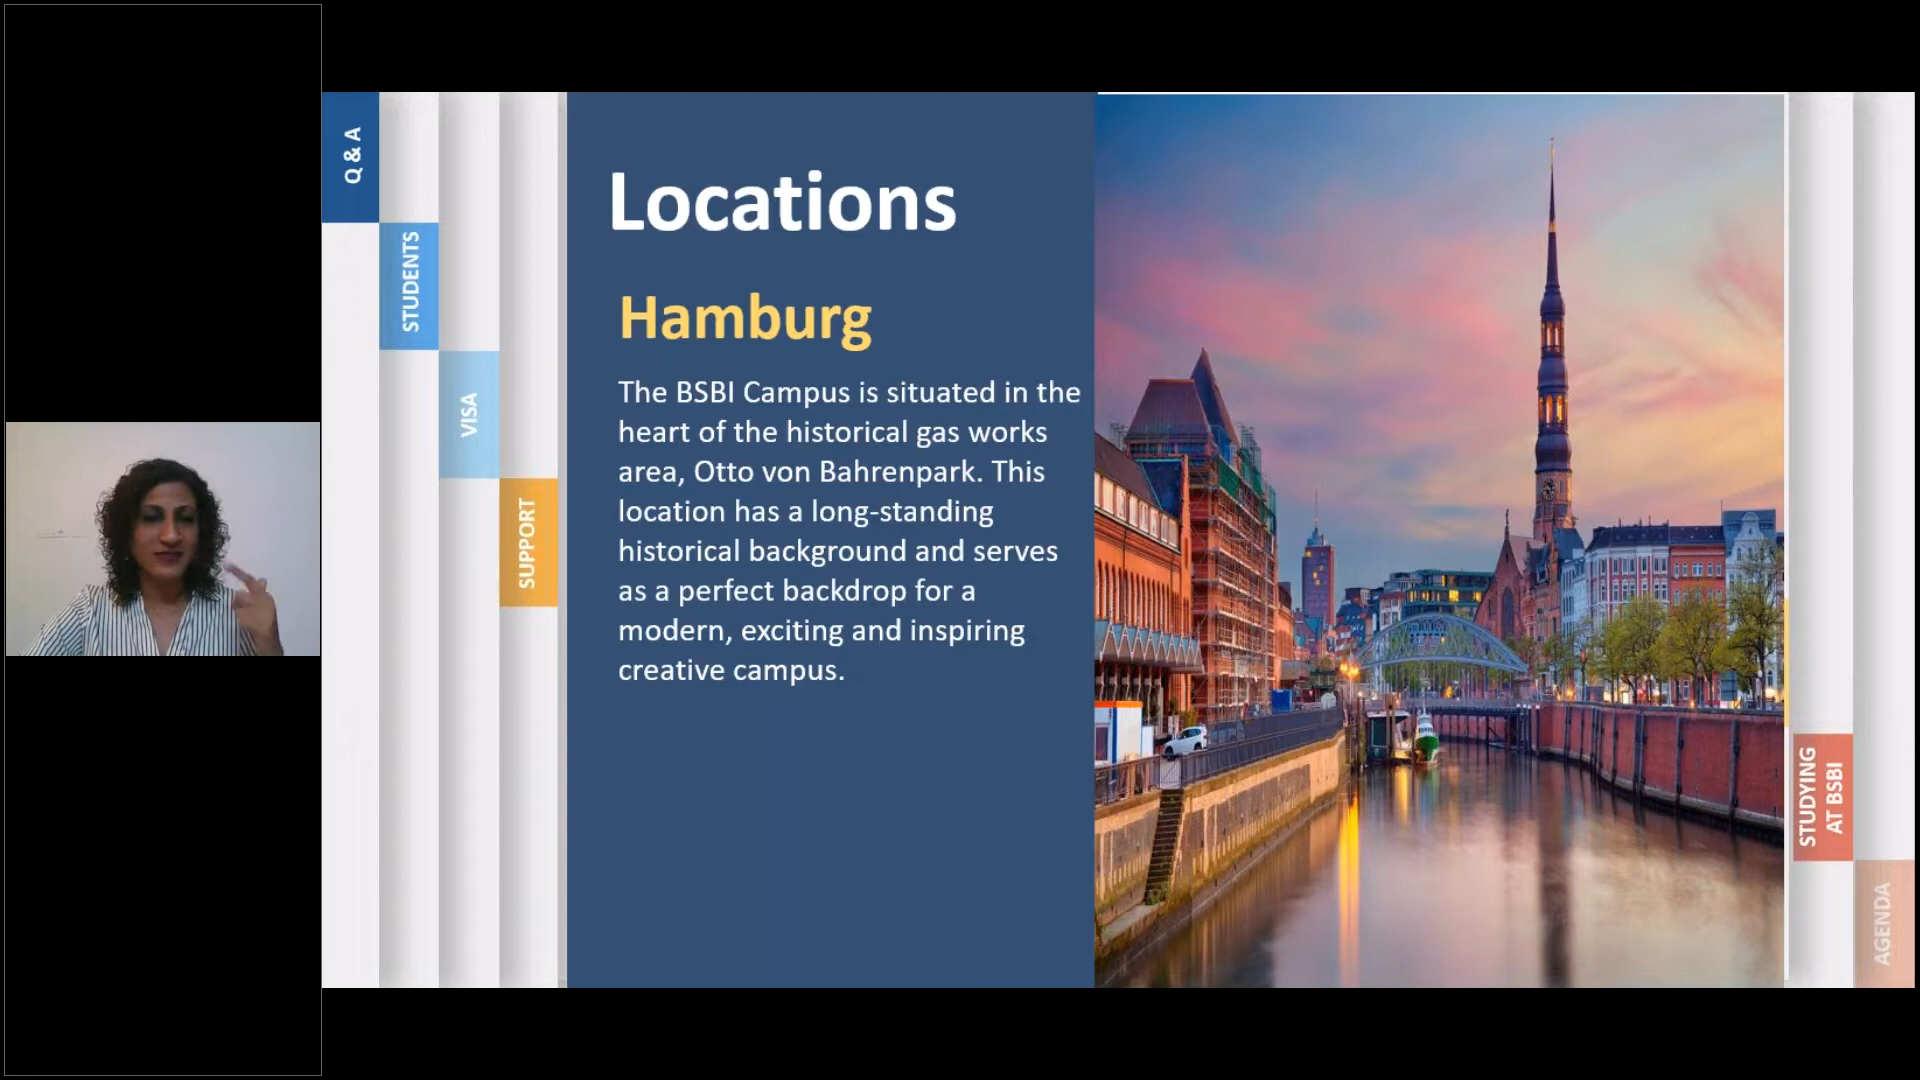 Q & A
STUDENTS
VISA
SUPPORT
Locations
Hamburg
The BSBI Campus is situated in the
heart of the historical gas works
area, Otto von Bahrenpark. This
location has a long-standing
historical background and serves
as a perfect backdrop for a
modern, exciting and inspiring
creative campus.
STUDYING
AT BSBI
AGENDA